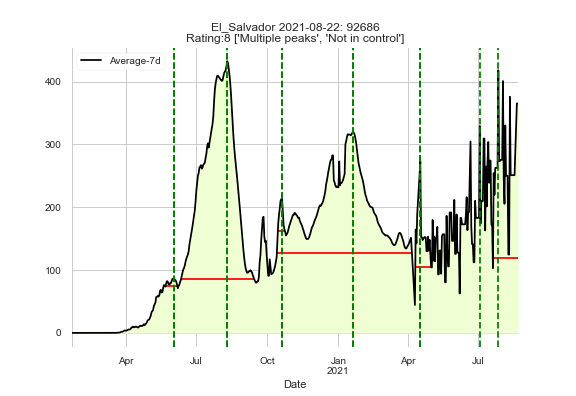 El_Salvador 2021-08-22: 92686
Rating:8 ['Multiple peaks', 'Not in control']
Average-7d
400
300
200
100
0
Apr Jul Oct Jan Apr Jul
2021
Date